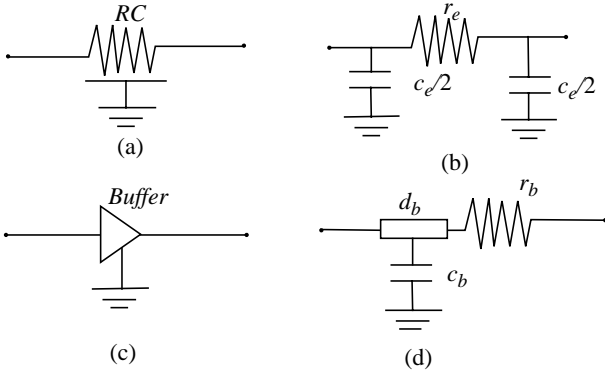 RC
(a)
r_e
c_e/2
c_e/2
(b)
Buffer
(c)
d_b
r_b
c_b
(d)